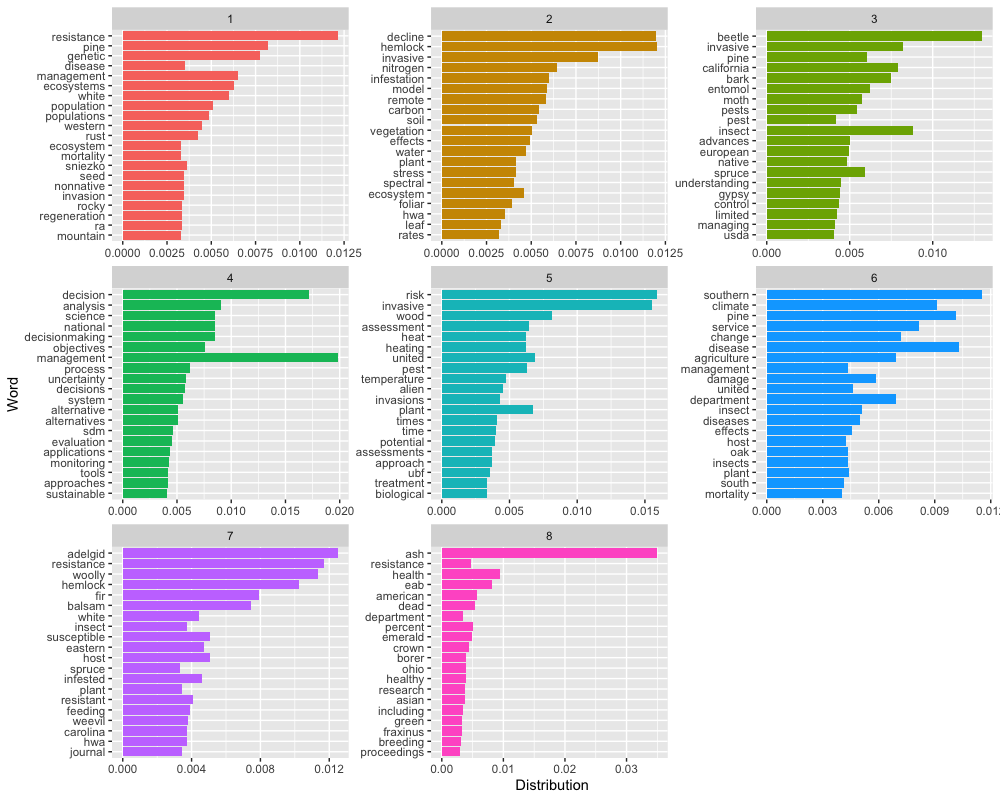 1
resistance
pine
genetic
disease
management
ecosystems
white
population
populations
western
rust
ecosystem
mortality
sniezko
seed
nonnative
invasion
rocky
regeneration
ra
mountain
0.0000 0.0025 0.0050 0.0075 0.0100 0.0125
2
decline
hemlock
invasive
nitrogen
infestation
model
remote
carbon
soil
vegetation
effects
water
plant
stress
spectral
ecosystem
foliar
hwa
leaf
rates
0.0000 0.0025 0.0050 0.0075 0.0100 0.0125
3
beetle
invasive
pine
california
bark
entomol
moth
pests
pest
insect
advances
european
native
spruce
understanding
gypsy
control
limited
managing
usda
0.000 0.005 0.010
4
decision
analysis
science
national
decisionmaking
objectives
management
process
uncertainty
decisions
system
alternative
alternatives
sdm
evaluation
applications
monitoring
tools
approaches
sustainable
0.000 0.005 0.010 0.015 0.020
5
risk
invasive
wood
assessment
heat
heating
united
pest
temperature
alien
invasions
plant
times
time
potential
assessments
approach
ubf
treatment
biological
0.000 0.005 0.010 0.015
6
southern
climate
pine
service
change
disease
agriculture
management
damage
united
department
insect
diseases
effects
host
oak
insects
plant
south
mortality
0.000 0.003 0.006 0.009
7
adelgid
resistance
woolly
hemlock
fir
balsam
white
insect
susceptible
eastern
host
spruce
infested
plant
resistant
feeding
weevil
carolina
hwa
journal
0.000 0.004 0.008 0.012
8
ash
resistance
health
eab
american
dead
department
percent
emerald
crown
borer
ohio
healthy
research
asian
including
green
fraxinus
breeding
proceedings
0.00 0.01 0.02 0.03
Word
Distribution